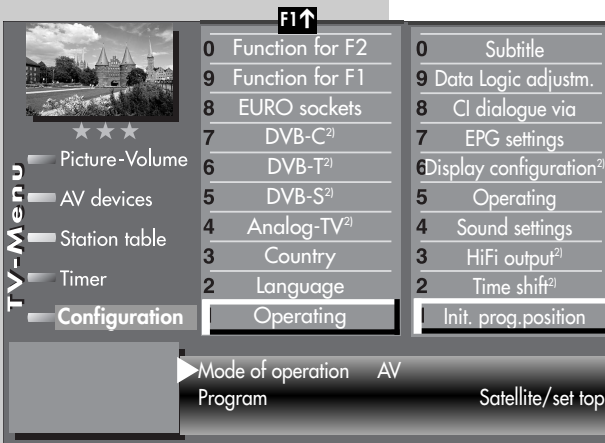 F1↑
TV-Menu
Picture-Volume
AV devices
Station table
Timer
Configuration
0 Function for F2
9 Function for F1
8 EURO sockets
7 DVB-C2)
6 DVB-T2)
5 DVB-S2)
4 Analog-TV2)
3 Country
2 Language
Operating
0 Subtitle
9 Data Logic adjustm.
8 CI dialogue via
7 EPG settings
6 Display configuration2)
5 Operating
4 Sound settings
3 HiFi output2)
2 Time shift2)
Init. prog.position
Mode of operation AV
Program Satellite/set top